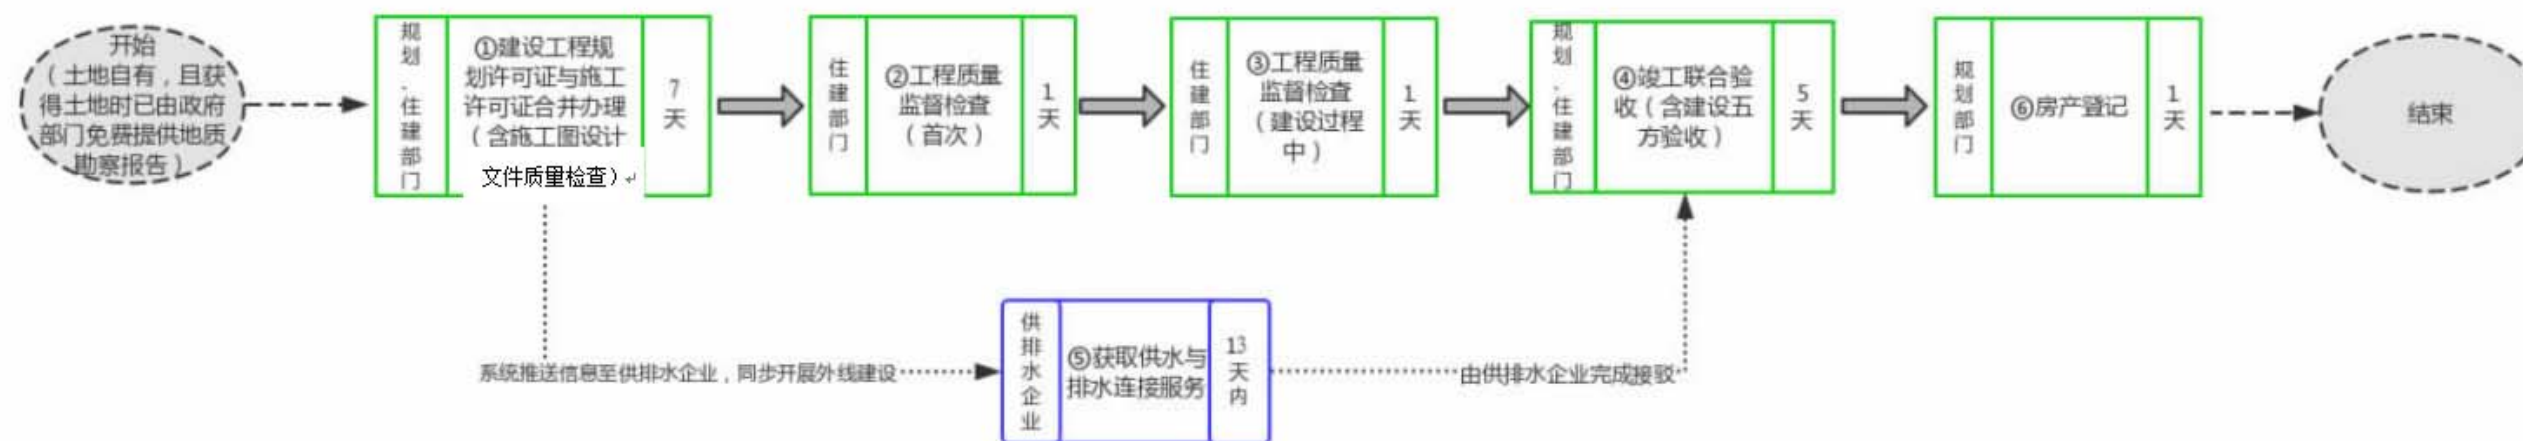 开始
（土地自有，且获
得土地时已由政府
部门免费提供地质
勘察报告）
规
划
、
住
建
部
门
①建设工程规
划许可证与施工
许可证合并办理
（含施工图设计
文件质量检查）↵
7
天
住
建
部
门
②工程质量
监督检查
（首次）
1
天
住
建
部
门
③工程质量
监督检查
（建设过程
中）
1
天
规
划
、
住
建
部
门
④竣工联合验
收（含建设五
方验收）
5
天
规
划
部
门
⑥房产登记
1
天
结束
系统推送信息至供排水企业，同步开展外线建设
供
排
水
企
业
⑤获取供水与
排水连接服务
13
天
内
由供排水企业完成接驳